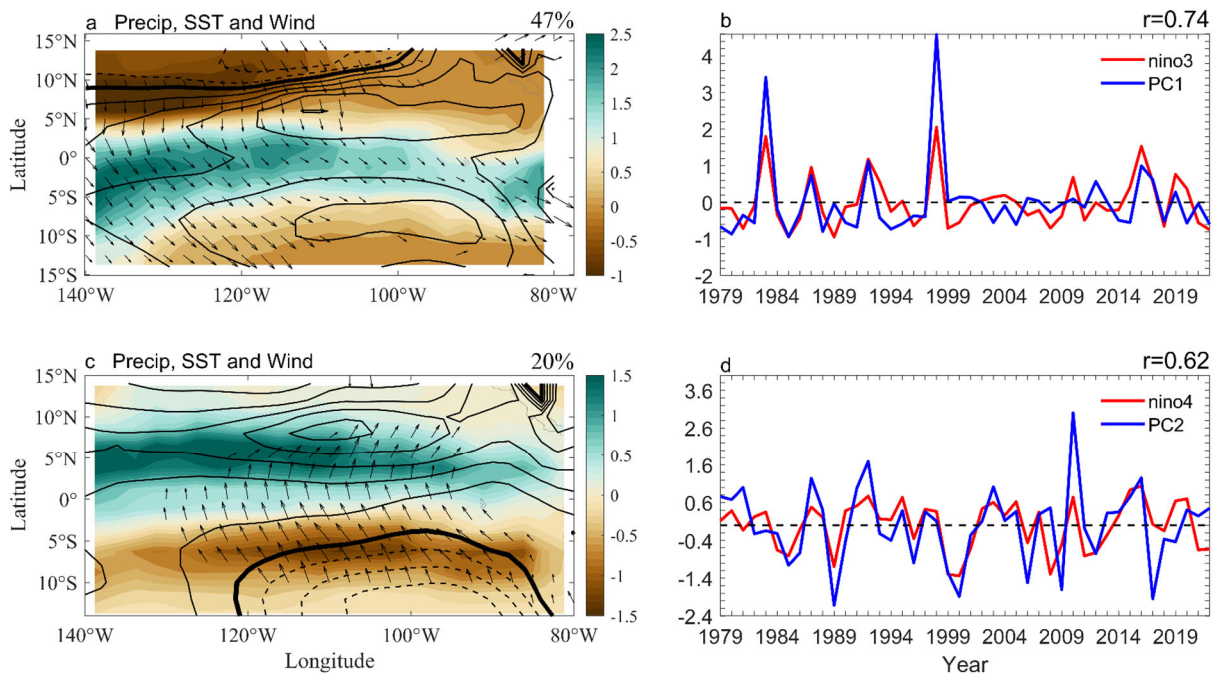 a Precip, SST and Wind 47%
15°N
10°N
5°N
0°
5°S
10°S
15°S
Latitude
140°W 120°W 100°W 80°W
2.5
2
1.5
1
0.5
0
-0.5
-1
b r=0.74
4
3
2
1
0
-1
-2
nino3
PC1
1979 1984 1989 1994 1999 2004 2009 2014 2019
c Precip, SST and Wind 20%
15°N
10°N
5°N
0°
5°S
10°S
Latitude
140°W 120°W 100°W 80°W
Longitude
1.5
1
0.5
0
-0.5
-1
-1.5
d r=0.62
3.6
2.6
1.6
0.6
-0.4
-1.4
-2.4
nino4
PC2
1979 1984 1989 1994 1999 2004 2009 2014 2019
Year